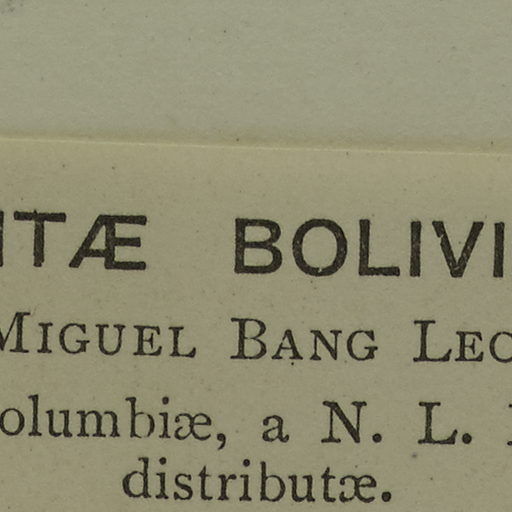 ITÆ BOLIVI
MIGUEL BANG LEC
olumbiæ, a N. L.
distributæ.